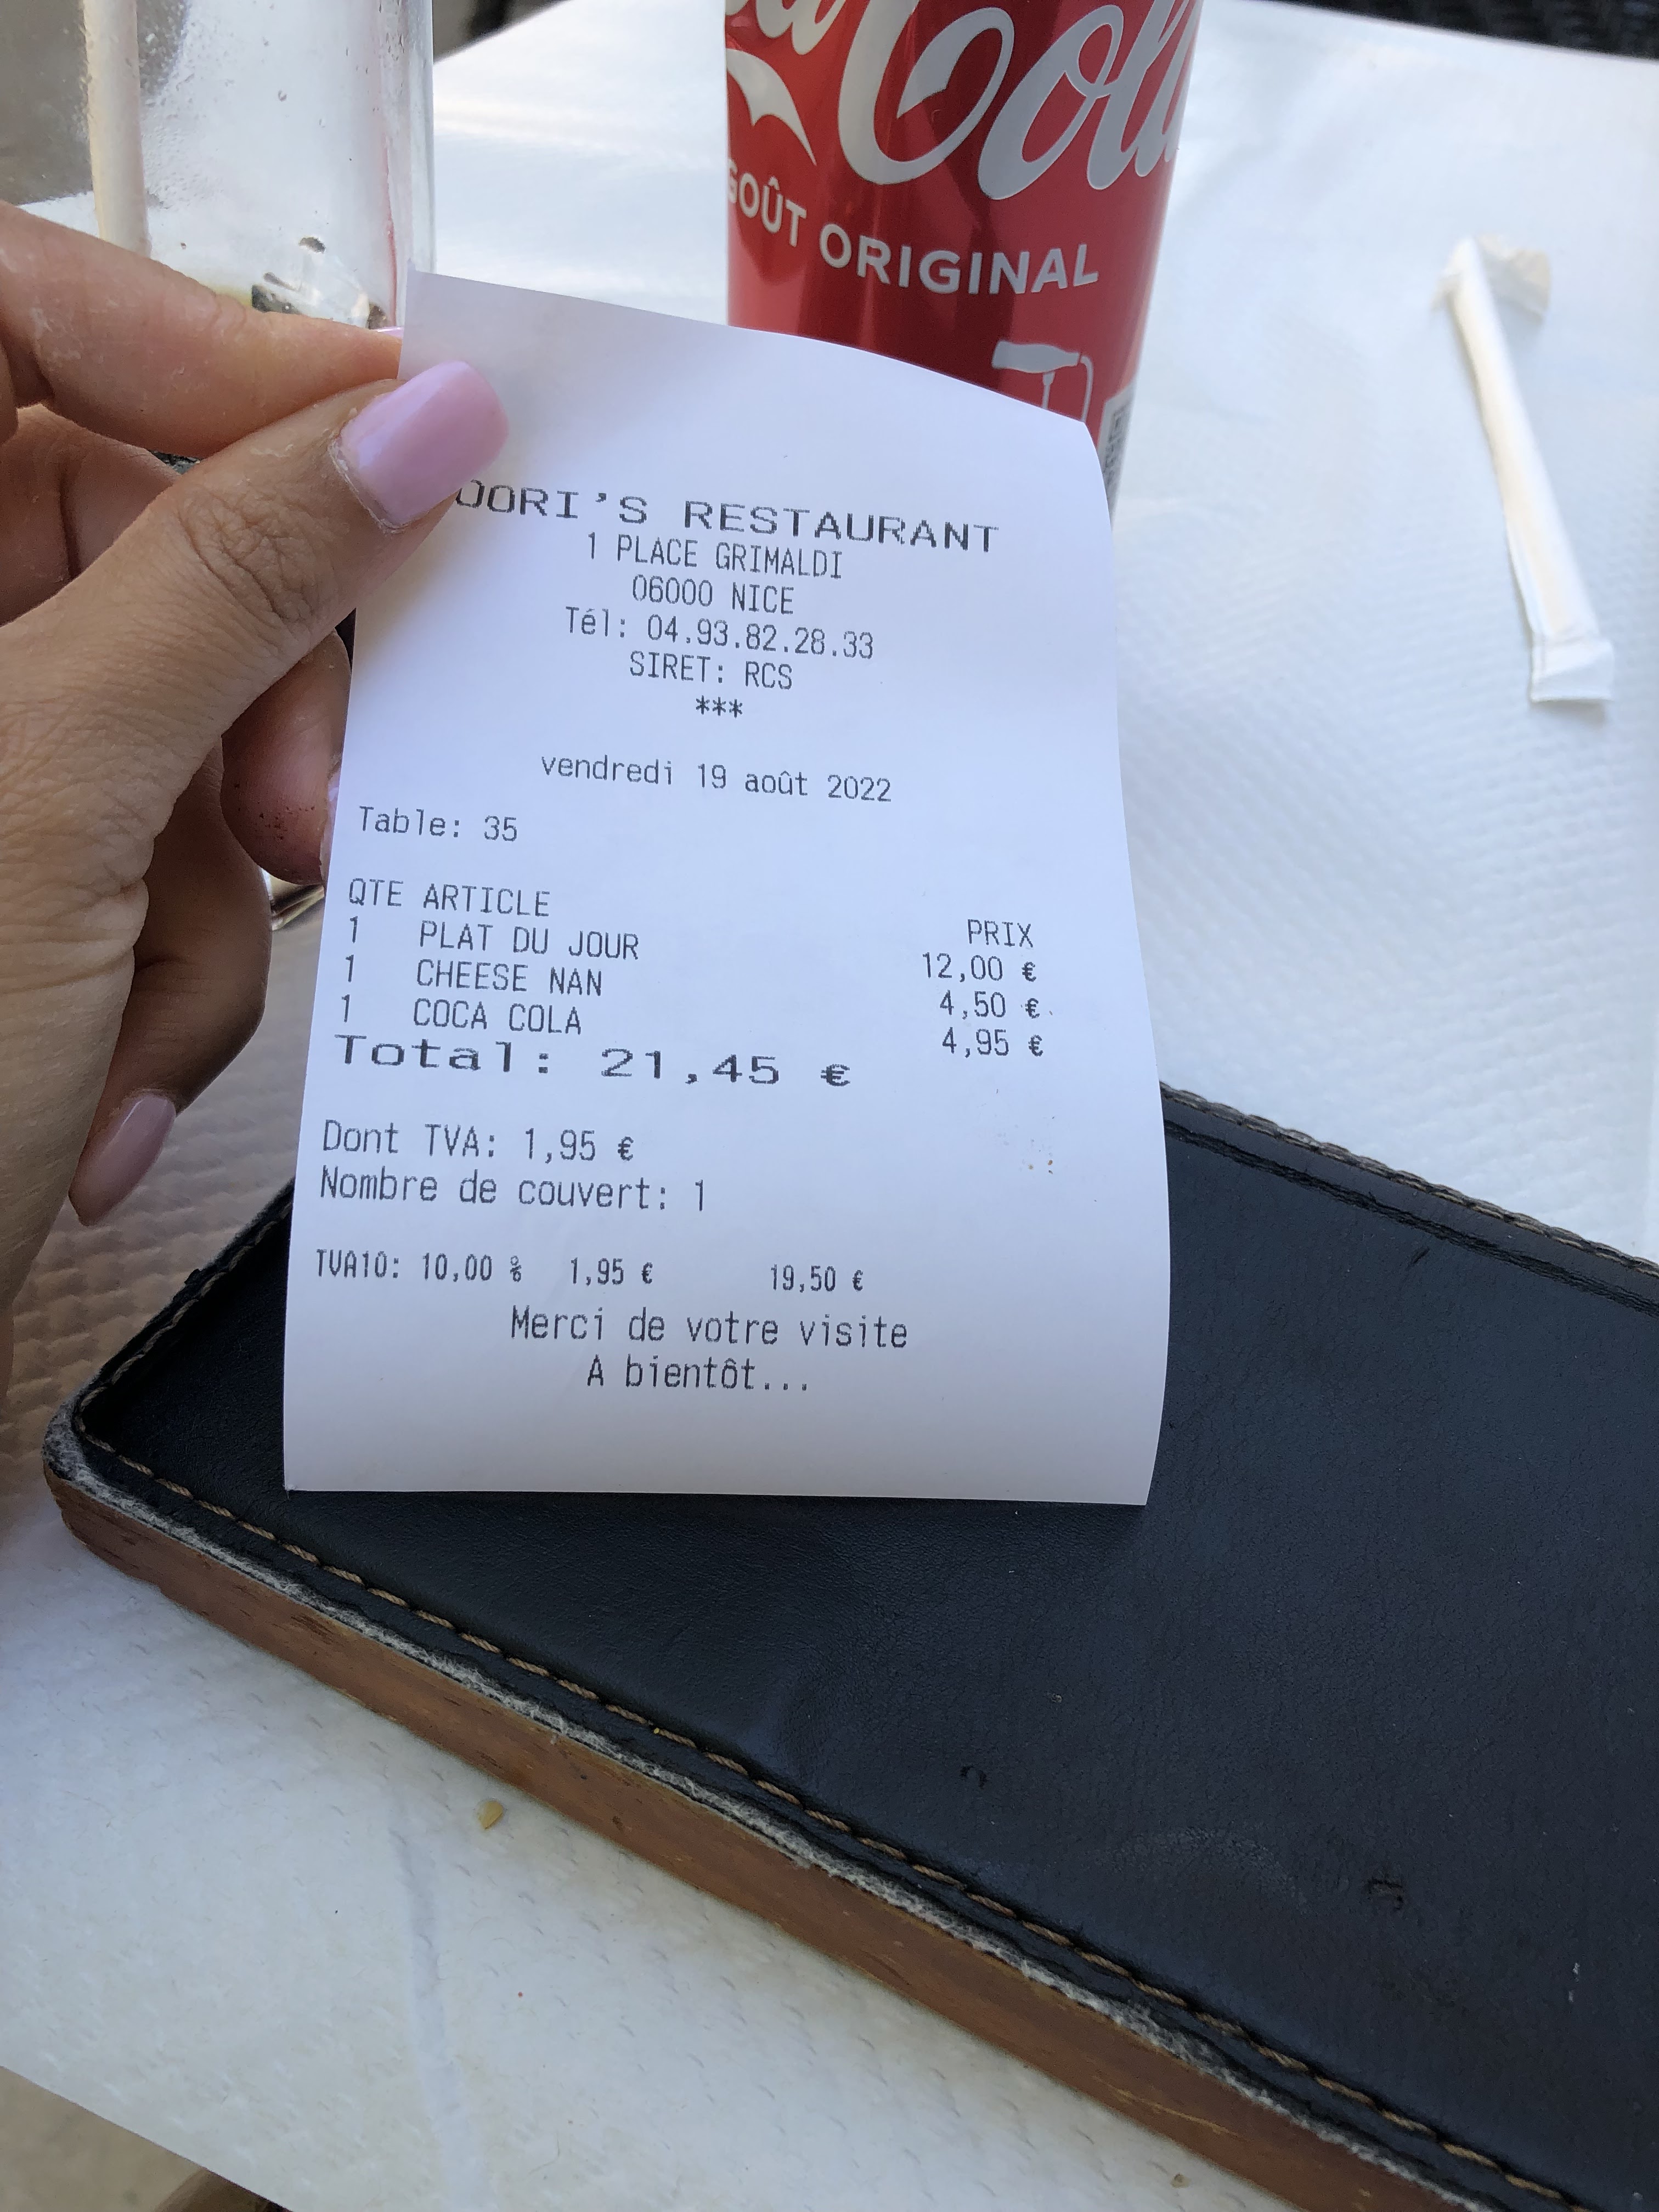 Cola
GOÛT ORIGINAL
OORI'S RESTAURANT
1 PLACE GRIMALDI
06000 NICE
Tél: 04.93.82.28.33
SIRET: RCS
***
vendredi 19 août 2022
Table: 35
QTE ARTICLE PRIX
1 PLAT DU JOUR 12,00 €
1 CHEESE NAN 4,50 €
1 COCA COLA 4,95 €
Total: 21,45 €
Dont TVA: 1,95 €
Nombre de couvert: 1
TVA10: 10,00 % 1,95 € 19,50 €
Merci de votre visite
A bientôt...